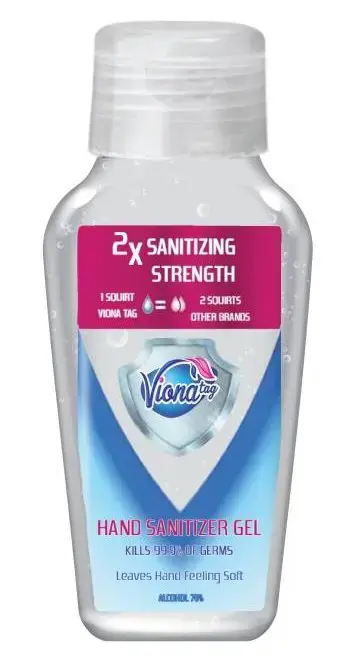 2X SANITIZING
STRENGTH
1 SQUIRT
VIONA TAG
=
2 SQUIRTS
OTHER BRANDS
Viona tag
HAND SANITIZER GEL
KILLS 99.9% OF GERMS
Leaves Hand Feeling Soft
ALCOHOL 70%